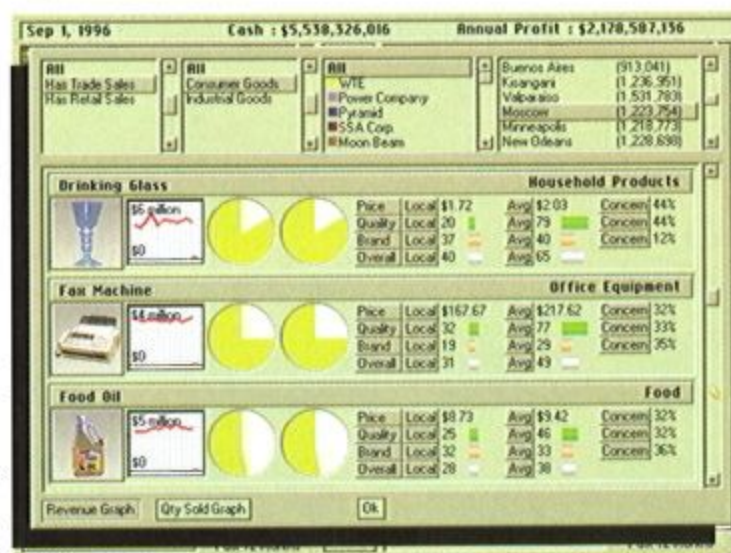 Sep 1, 1996 Cash : $5,538,326,016 Annual Profit : $2,178,587,136
All
Has Trade Sales
Has Retail Sales
All
Consumer Goods
Industrial Goods
All
WTE
Power Company
Pyramid
SSA Corp.
Moon Beam
Buenos Aires (913,041)
Kisangani (1,236,951)
Valparaiso (1,531,783)
Moscow (1,223,754)
Minneapolis (1,218,773)
New Orleans (1,228,698)
Drinking Glass Household Products
$6 million
$0
Price Local $1.72 Avg $2.03 Concern 44%
Quality Local 20 Avg 79 Concern 44%
Brand Local 37 Avg 40 Concern 12%
Overall Local 40 Avg 65
Fax Machine Office Equipment
$4 million
$0
Price Local $167.67 Avg $217.62 Concern 32%
Quality Local 32 Avg 77 Concern 33%
Brand Local 19 Avg 29 Concern 35%
Overall Local 31 Avg 49
Food Oil Food
$5 million
$0
Price Local $8.73 Avg $9.42 Concern 32%
Quality Local 25 Avg 46 Concern 32%
Brand Local 32 Avg 33 Concern 36%
Overall Local 28 Avg 38
Revenue Graph Qty Sold Graph Ok